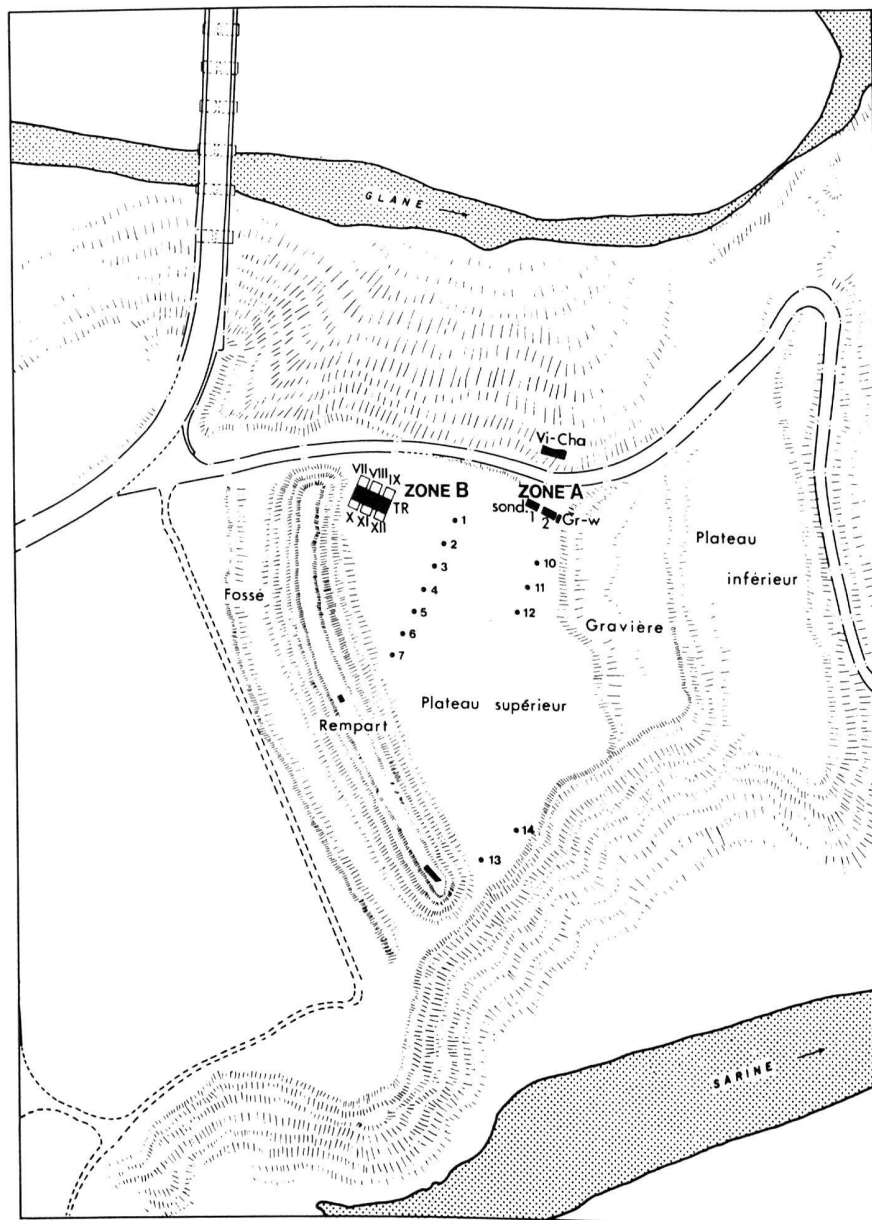 GLANE
Vi-Cha
VII VIII IX
ZONE B
ZONE A
sond.
1 2 Gr-w
X XI XII TR
1
2
3
4
5
6
7
10
11
12
Plateau
inférieur
Fossé
Gravière
Plateau supérieur
Rempart
14
13
SARINE